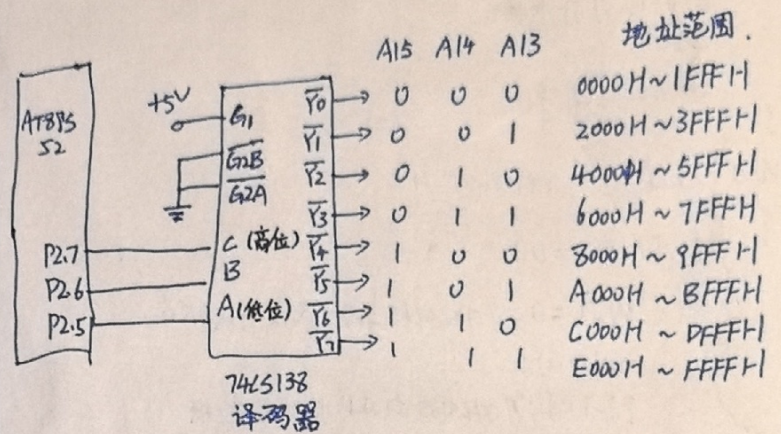 A15 A14 A13 地址范围.
AT89S
52
+5V G1 Y0 0 0 0 0000H~1FFFH
G2B Y1 0 0 1 2000H~3FFFH
G2A Y2 0 1 0 4000H~5FFFH
Y3 0 1 1 6000H~7FFFH
P2.7 C(高位) Y4 1 0 0 8000H~9FFFH
P2.6 B Y5 1 0 1 A000H~BFFFH
P2.5 A(低位) Y6 1 1 0 C000H~DFFFH
Y7 1 1 1 E000H~FFFFH
74LS138
译码器